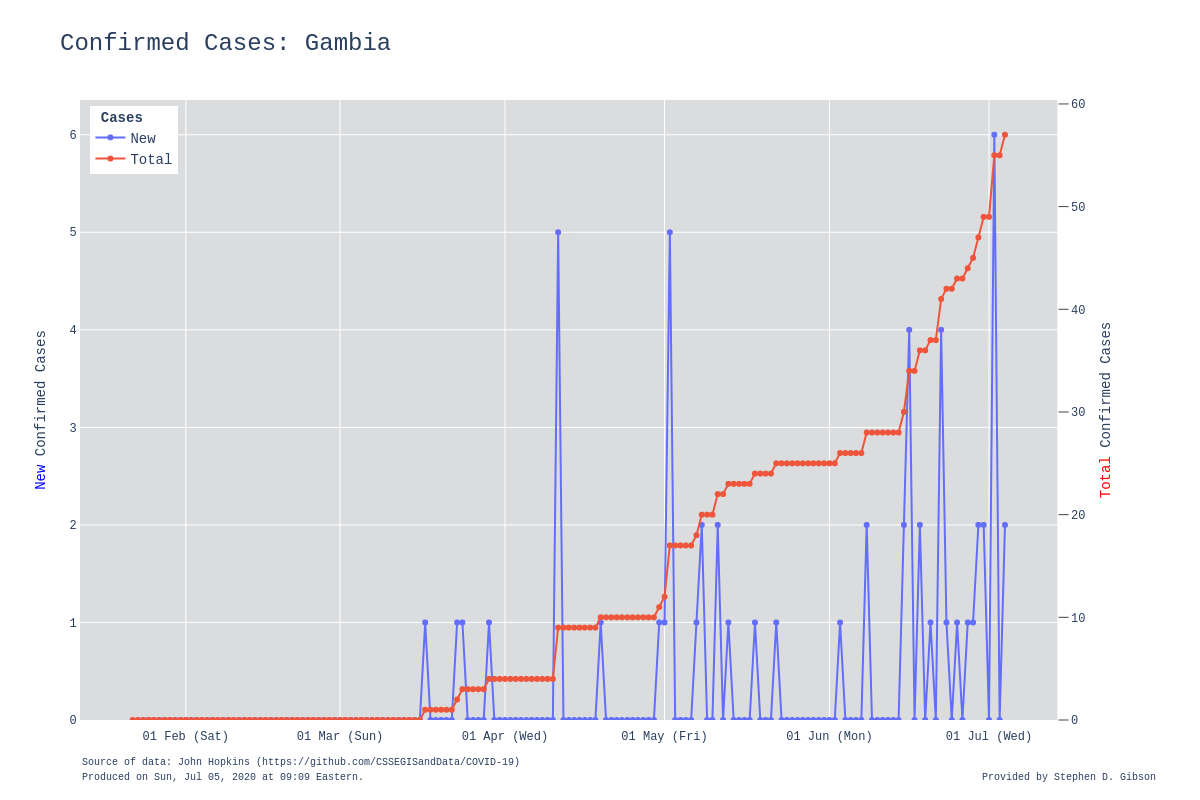 Confirmed Cases: Gambia
Cases
New
Total
6
5
4
3
2
1
0
60
50
40
30
20
10
0
New Confirmed Cases
Total Confirmed Cases
01 Feb (Sat)
01 Mar (Sun)
01 Apr (Wed)
01 May (Fri)
01 Jun (Mon)
01 Jul (Wed)
Source of data: John Hopkins (https://github.com/CSSEGISandData/COVID-19)
Produced on Sun, Jul 05, 2020 at 09:09 Eastern.
Provided by Stephen D. Gibson